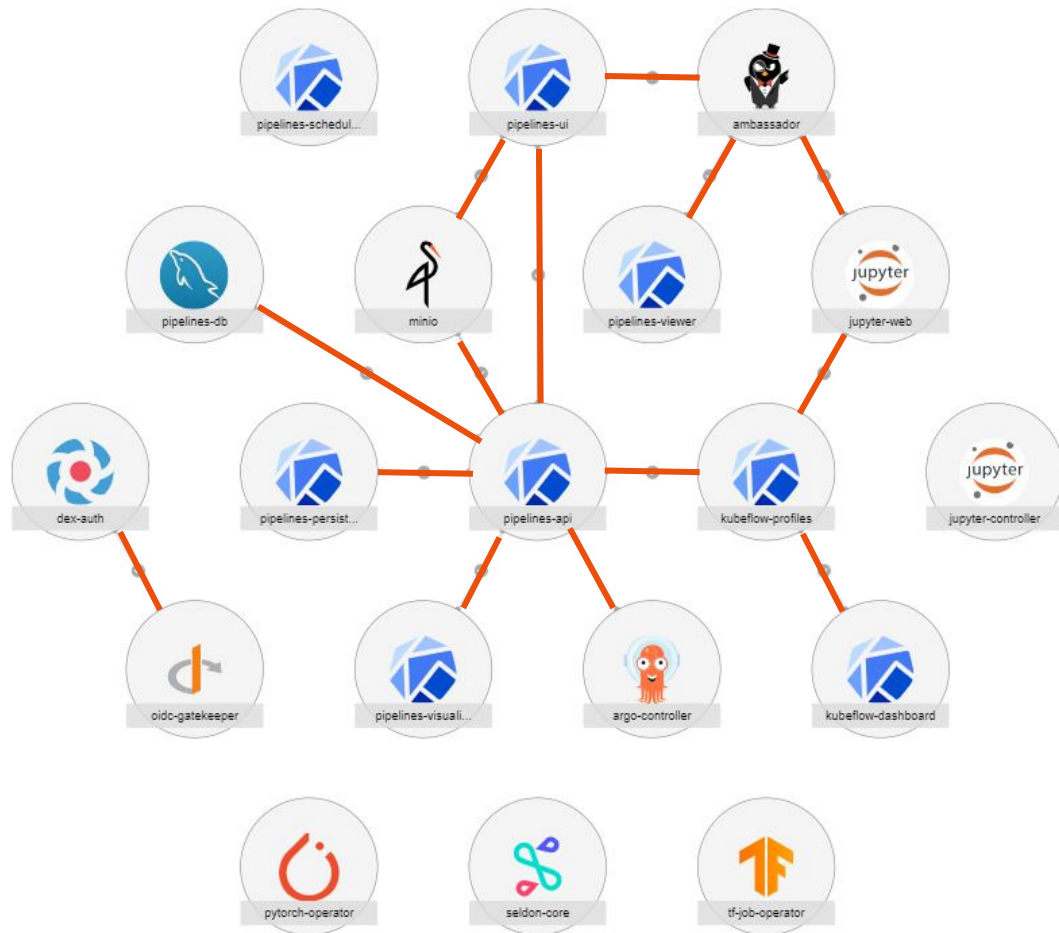 pipelines-schedul...
pipelines-ui
ambassador
pipelines-db
minio
pipelines-viewer
jupyter
jupyter-web
dex-auth
pipelines-persist...
pipelines-api
kubeflow-profiles
jupyter
jupyter-controller
oidc-gatekeeper
pipelines-visuali...
argo-controller
kubeflow-dashboard
pytorch-operator
seldon-core
tf-job-operator